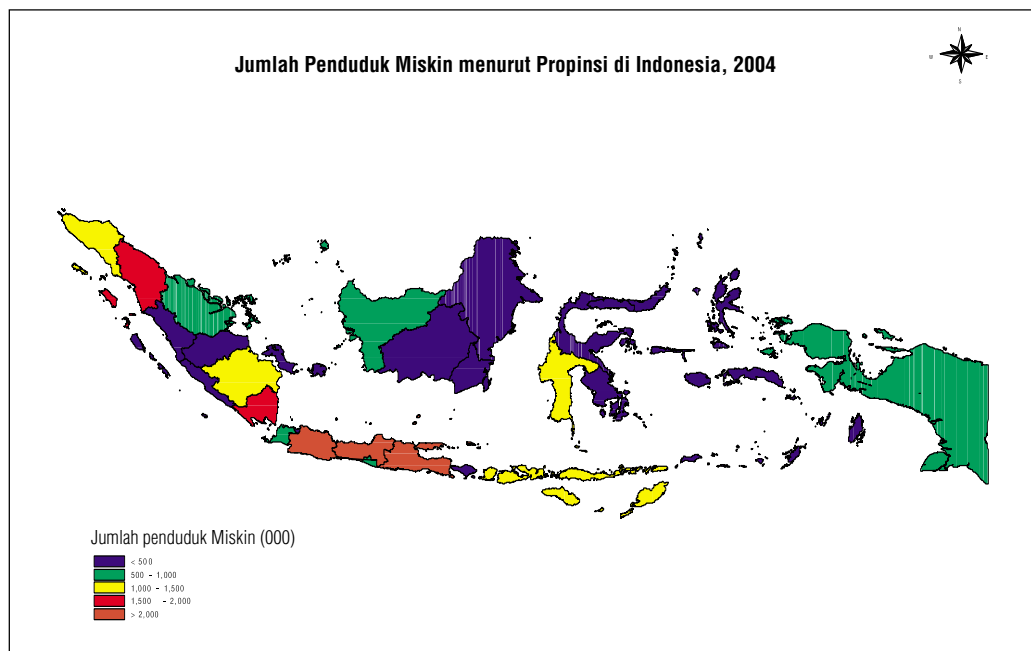 N
Jumlah Penduduk Miskin menurut Propinsi di Indonesia, 2004
W E
S
Jumlah penduduk Miskin (000)
< 500
500 - 1,000
1,000 - 1,500
1,500 - 2,000
> 2,000